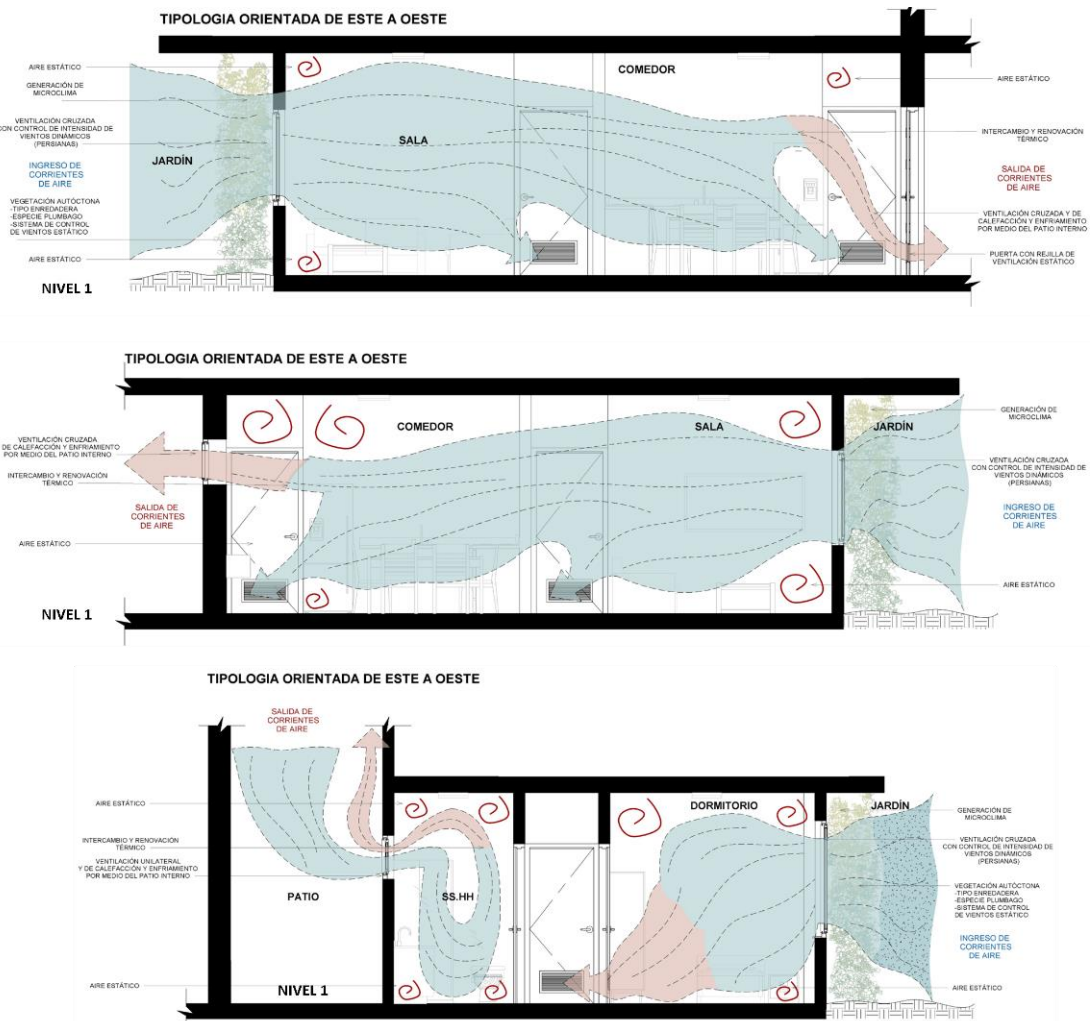 TIPOLOGIA ORIENTADA DE ESTE A OESTE
AIRE ESTÁTICO
GENERACIÓN DE
MICROCLIMA
VENTILACIÓN CRUZADA
CON CONTROL DE INTENSIDAD DE
VIENTOS DINÁMICOS
(PERSIANAS)
INGRESO DE
CORRIENTES
DE AIRE
VEGETACIÓN AUTÓCTONA
-TIPO ENREDADERA
-ESPECIE PLUMBAGO
-SISTEMA DE CONTROL
DE VIENTOS ESTÁTICO
AIRE ESTÁTICO
NIVEL 1
JARDÍN
SALA
COMEDOR
AIRE ESTÁTICO
INTERCAMBIO Y RENOVACIÓN
TÉRMICO
SALIDA DE
CORRIENTES
DE AIRE
VENTILACIÓN CRUZADA Y DE
CALEFACCIÓN Y ENFRIAMIENTO
POR MEDIO DEL PATIO INTERNO
PUERTA CON REJILLA DE
VENTILACIÓN ESTÁTICO
TIPOLOGIA ORIENTADA DE ESTE A OESTE
VENTILACIÓN CRUZADA
DE CALEFACCIÓN Y ENFRIAMIENTO
POR MEDIO DEL PATIO INTERNO
INTERCAMBIO Y RENOVACIÓN
TÉRMICO
SALIDA DE
CORRIENTES
DE AIRE
AIRE ESTÁTICO
NIVEL 1
COMEDOR
SALA
JARDÍN
GENERACIÓN DE
MICROCLIMA
VENTILACIÓN CRUZADA
CON CONTROL DE INTENSIDAD DE
VIENTOS DINÁMICOS
(PERSIANAS)
INGRESO DE
CORRIENTES
DE AIRE
AIRE ESTÁTICO
TIPOLOGIA ORIENTADA DE ESTE A OESTE
SALIDA DE
CORRIENTES
DE AIRE
AIRE ESTÁTICO
INTERCAMBIO Y RENOVACIÓN
TÉRMICO
VENTILACIÓN UNILATERAL
Y DE CALEFACCIÓN Y ENFRIAMIENTO
POR MEDIO DEL PATIO INTERNO
AIRE ESTÁTICO
PATIO
NIVEL 1
SS.HH
DORMITORIO
JARDÍN
GENERACIÓN DE
MICROCLIMA
VENTILACIÓN CRUZADA
CON CONTROL DE INTENSIDAD DE
VIENTOS DINÁMICOS
(PERSIANAS)
VEGETACIÓN AUTÓCTONA
-TIPO ENREDADERA
-ESPECIE PLUMBAGO
-SISTEMA DE CONTROL
DE VIENTOS ESTÁTICO
INGRESO DE
CORRIENTES
DE AIRE
AIRE ESTÁTICO